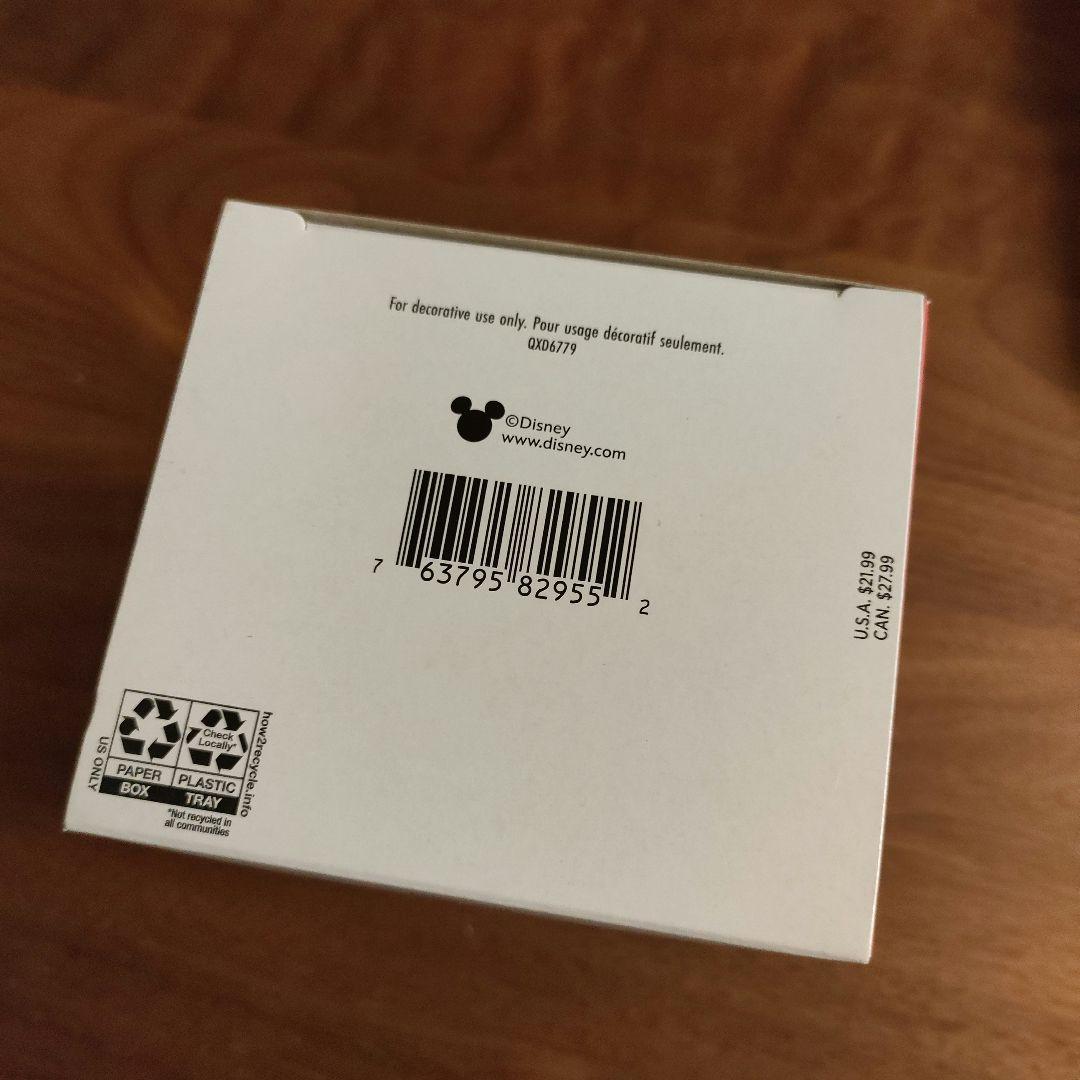 For decorative use only. Pour usage décoratif seulement.
QXD6779
©Disney
www.disney.com
7 63795 82955 2
U.S.A. $21.99
CAN. $27.99
how2recycle.info
US ONLY
Check
Locally*
PAPER PLASTIC
BOX TRAY
*Not recycled in
all communities